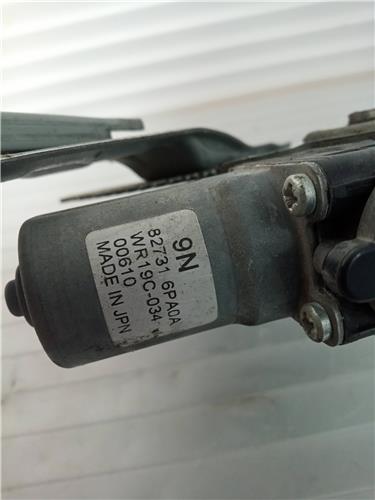 9N
82731 6PA0A
WR19C-034
00610
MADE IN JPN